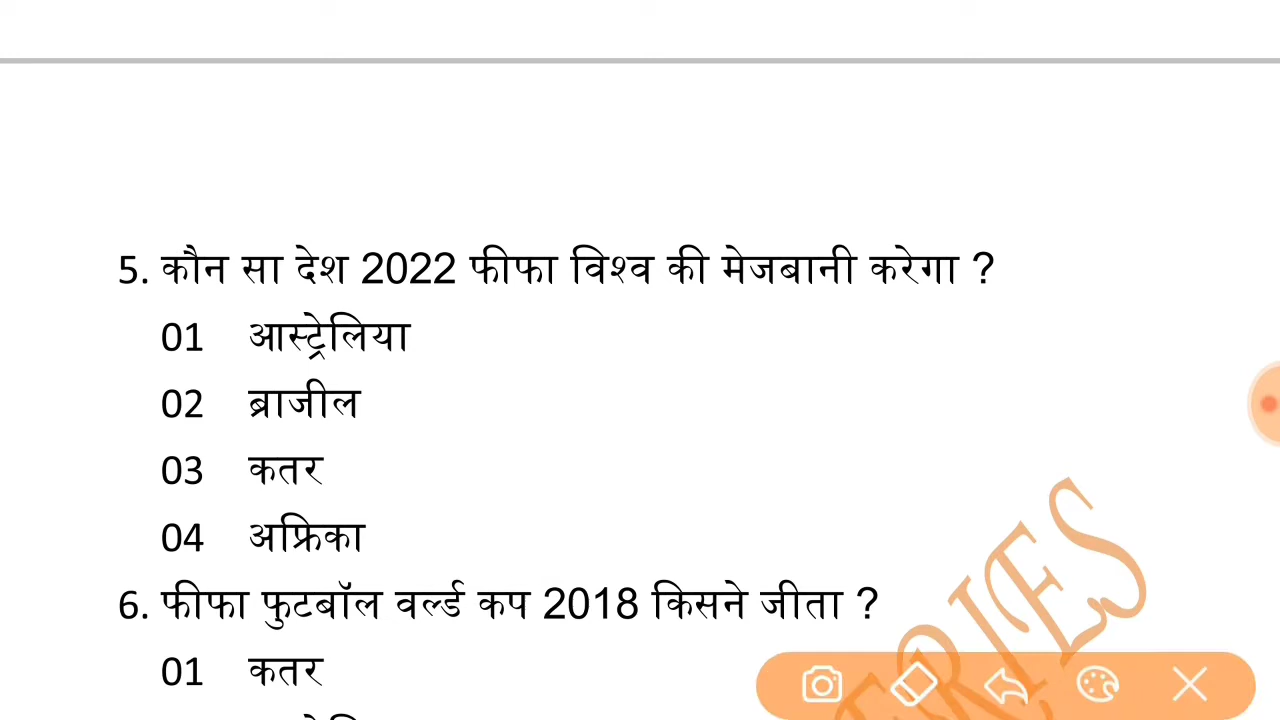 5. कौन सा देश 2022 फीफा विश्व की मेजबानी करेगा ?
01 आस्ट्रेलिया
02 ब्राजील
03 कतर
04 अफ्रिका
6. फीफा फुटबॉल वर्ल्ड कप 2018 किसने जीता ?
01 कतर